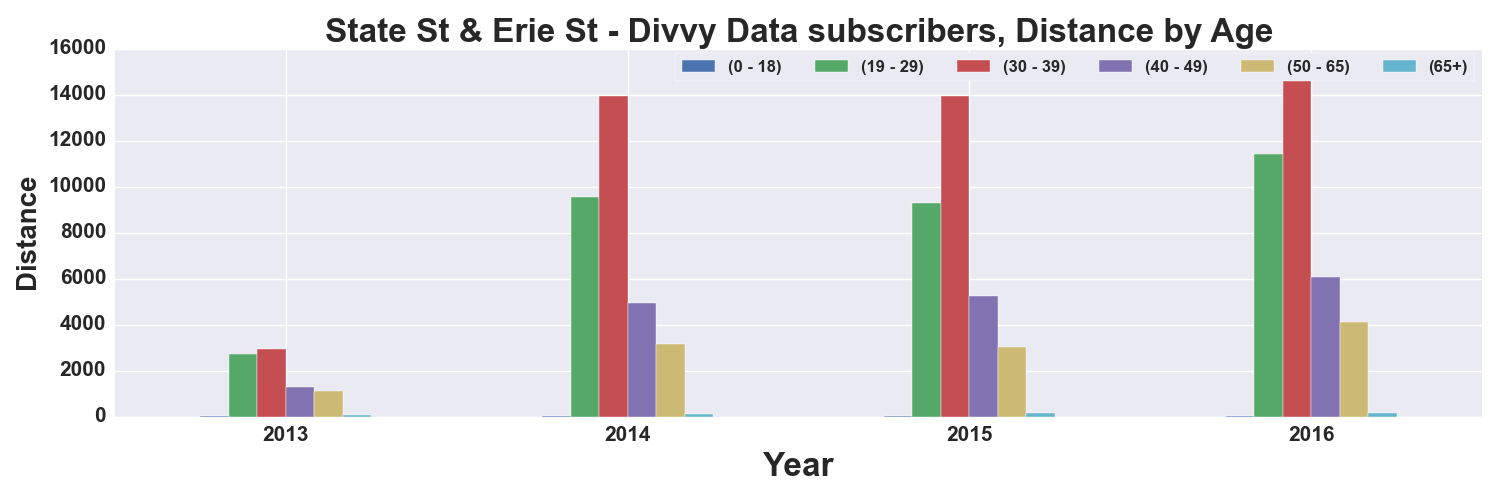 State St & Erie St - Divvy Data subscribers, Distance by Age
(0 - 18) (19 - 29) (30 - 39) (40 - 49) (50 - 65) (65+)
16000
14000
12000
10000
8000
6000
4000
2000
0
Distance
2013 2014 2015 2016
Year